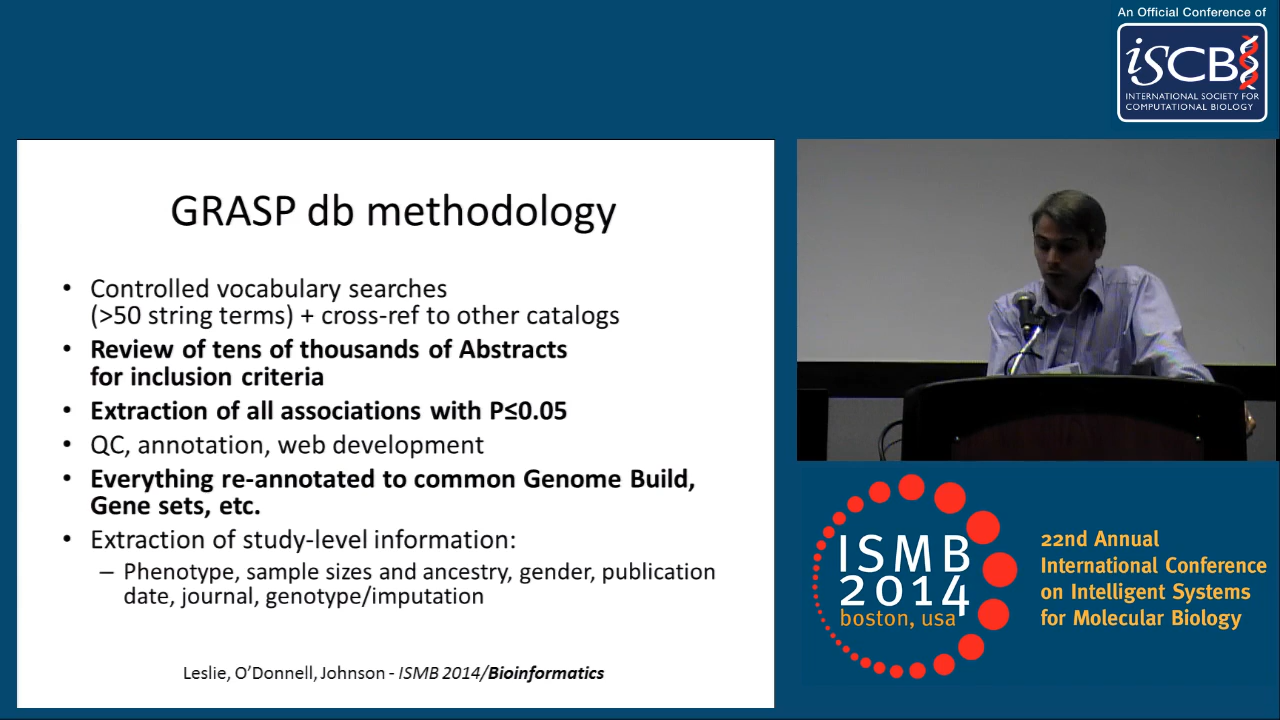 An Official Conference of
iSCB
INTERNATIONAL SOCIETY FOR
COMPUTATIONAL BIOLOGY
GRASP db methodology
• Controlled vocabulary searches
(>50 string terms) + cross-ref to other catalogs
• Review of tens of thousands of Abstracts
for inclusion criteria
• Extraction of all associations with P≤0.05
• QC, annotation, web development
• Everything re-annotated to common Genome Build,
Gene sets, etc.
• Extraction of study-level information:
– Phenotype, sample sizes and ancestry, gender, publication
date, journal, genotype/imputation
Leslie, O’Donnell, Johnson - ISMB 2014/Bioinformatics
ISMB
2014
boston, usa
22nd Annual
International Conference
on Intelligent Systems
for Molecular Biology